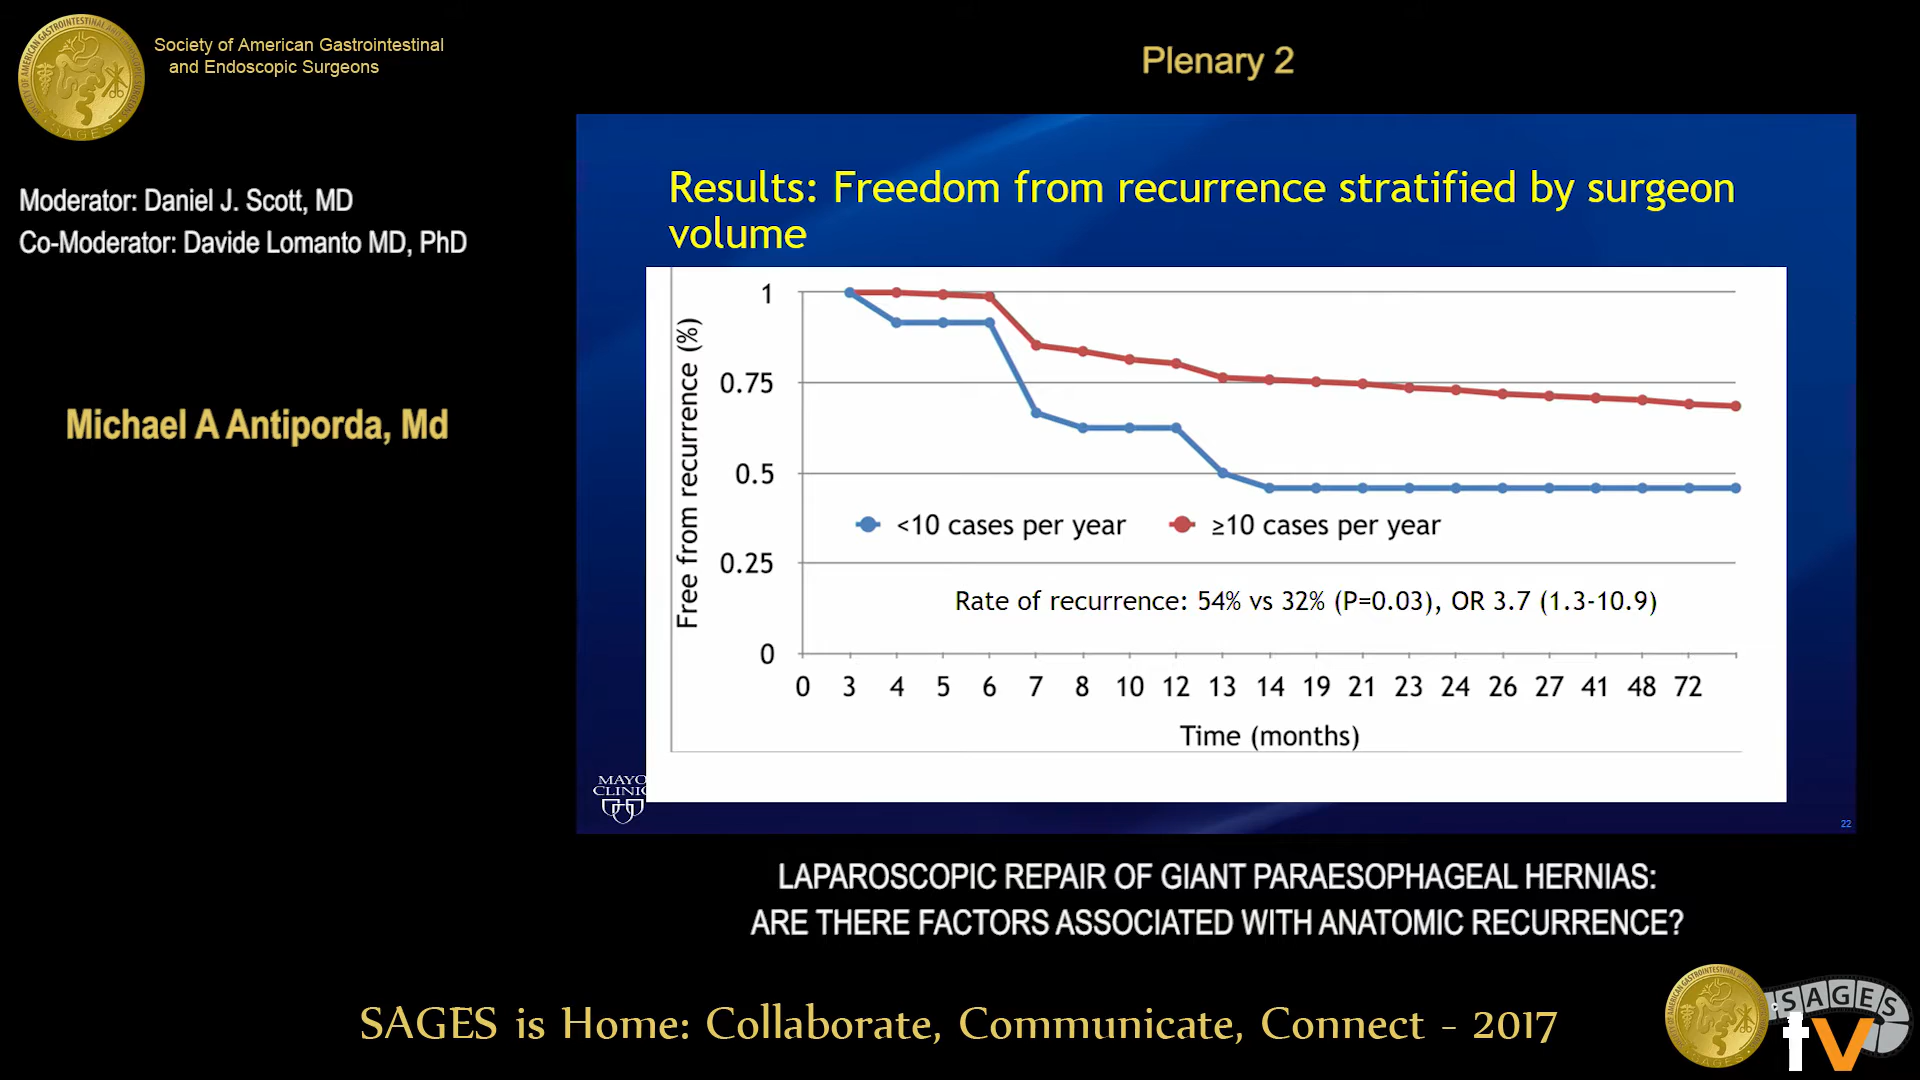 Society of American Gastrointestinal
and Endoscopic Surgeons
Plenary 2
Moderator: Daniel J. Scott, MD
Co-Moderator: Davide Lomanto MD, PhD
Michael A Antiporda, Md
Results: Freedom from recurrence stratified by surgeon
volume
Free from recurrence (%)
1
0.75
0.5
0.25
0
<10 cases per year ≥10 cases per year
Rate of recurrence: 54% vs 32% (P=0.03), OR 3.7 (1.3-10.9)
0 3 4 5 6 7 8 10 12 13 14 19 21 23 24 26 27 41 48 72
Time (months)
MAYO
CLINIC
22
LAPAROSCOPIC REPAIR OF GIANT PARAESOPHAGEAL HERNIAS:
ARE THERE FACTORS ASSOCIATED WITH ANATOMIC RECURRENCE?
SAGES is Home: Collaborate, Communicate, Connect - 2017
SAGES
tv